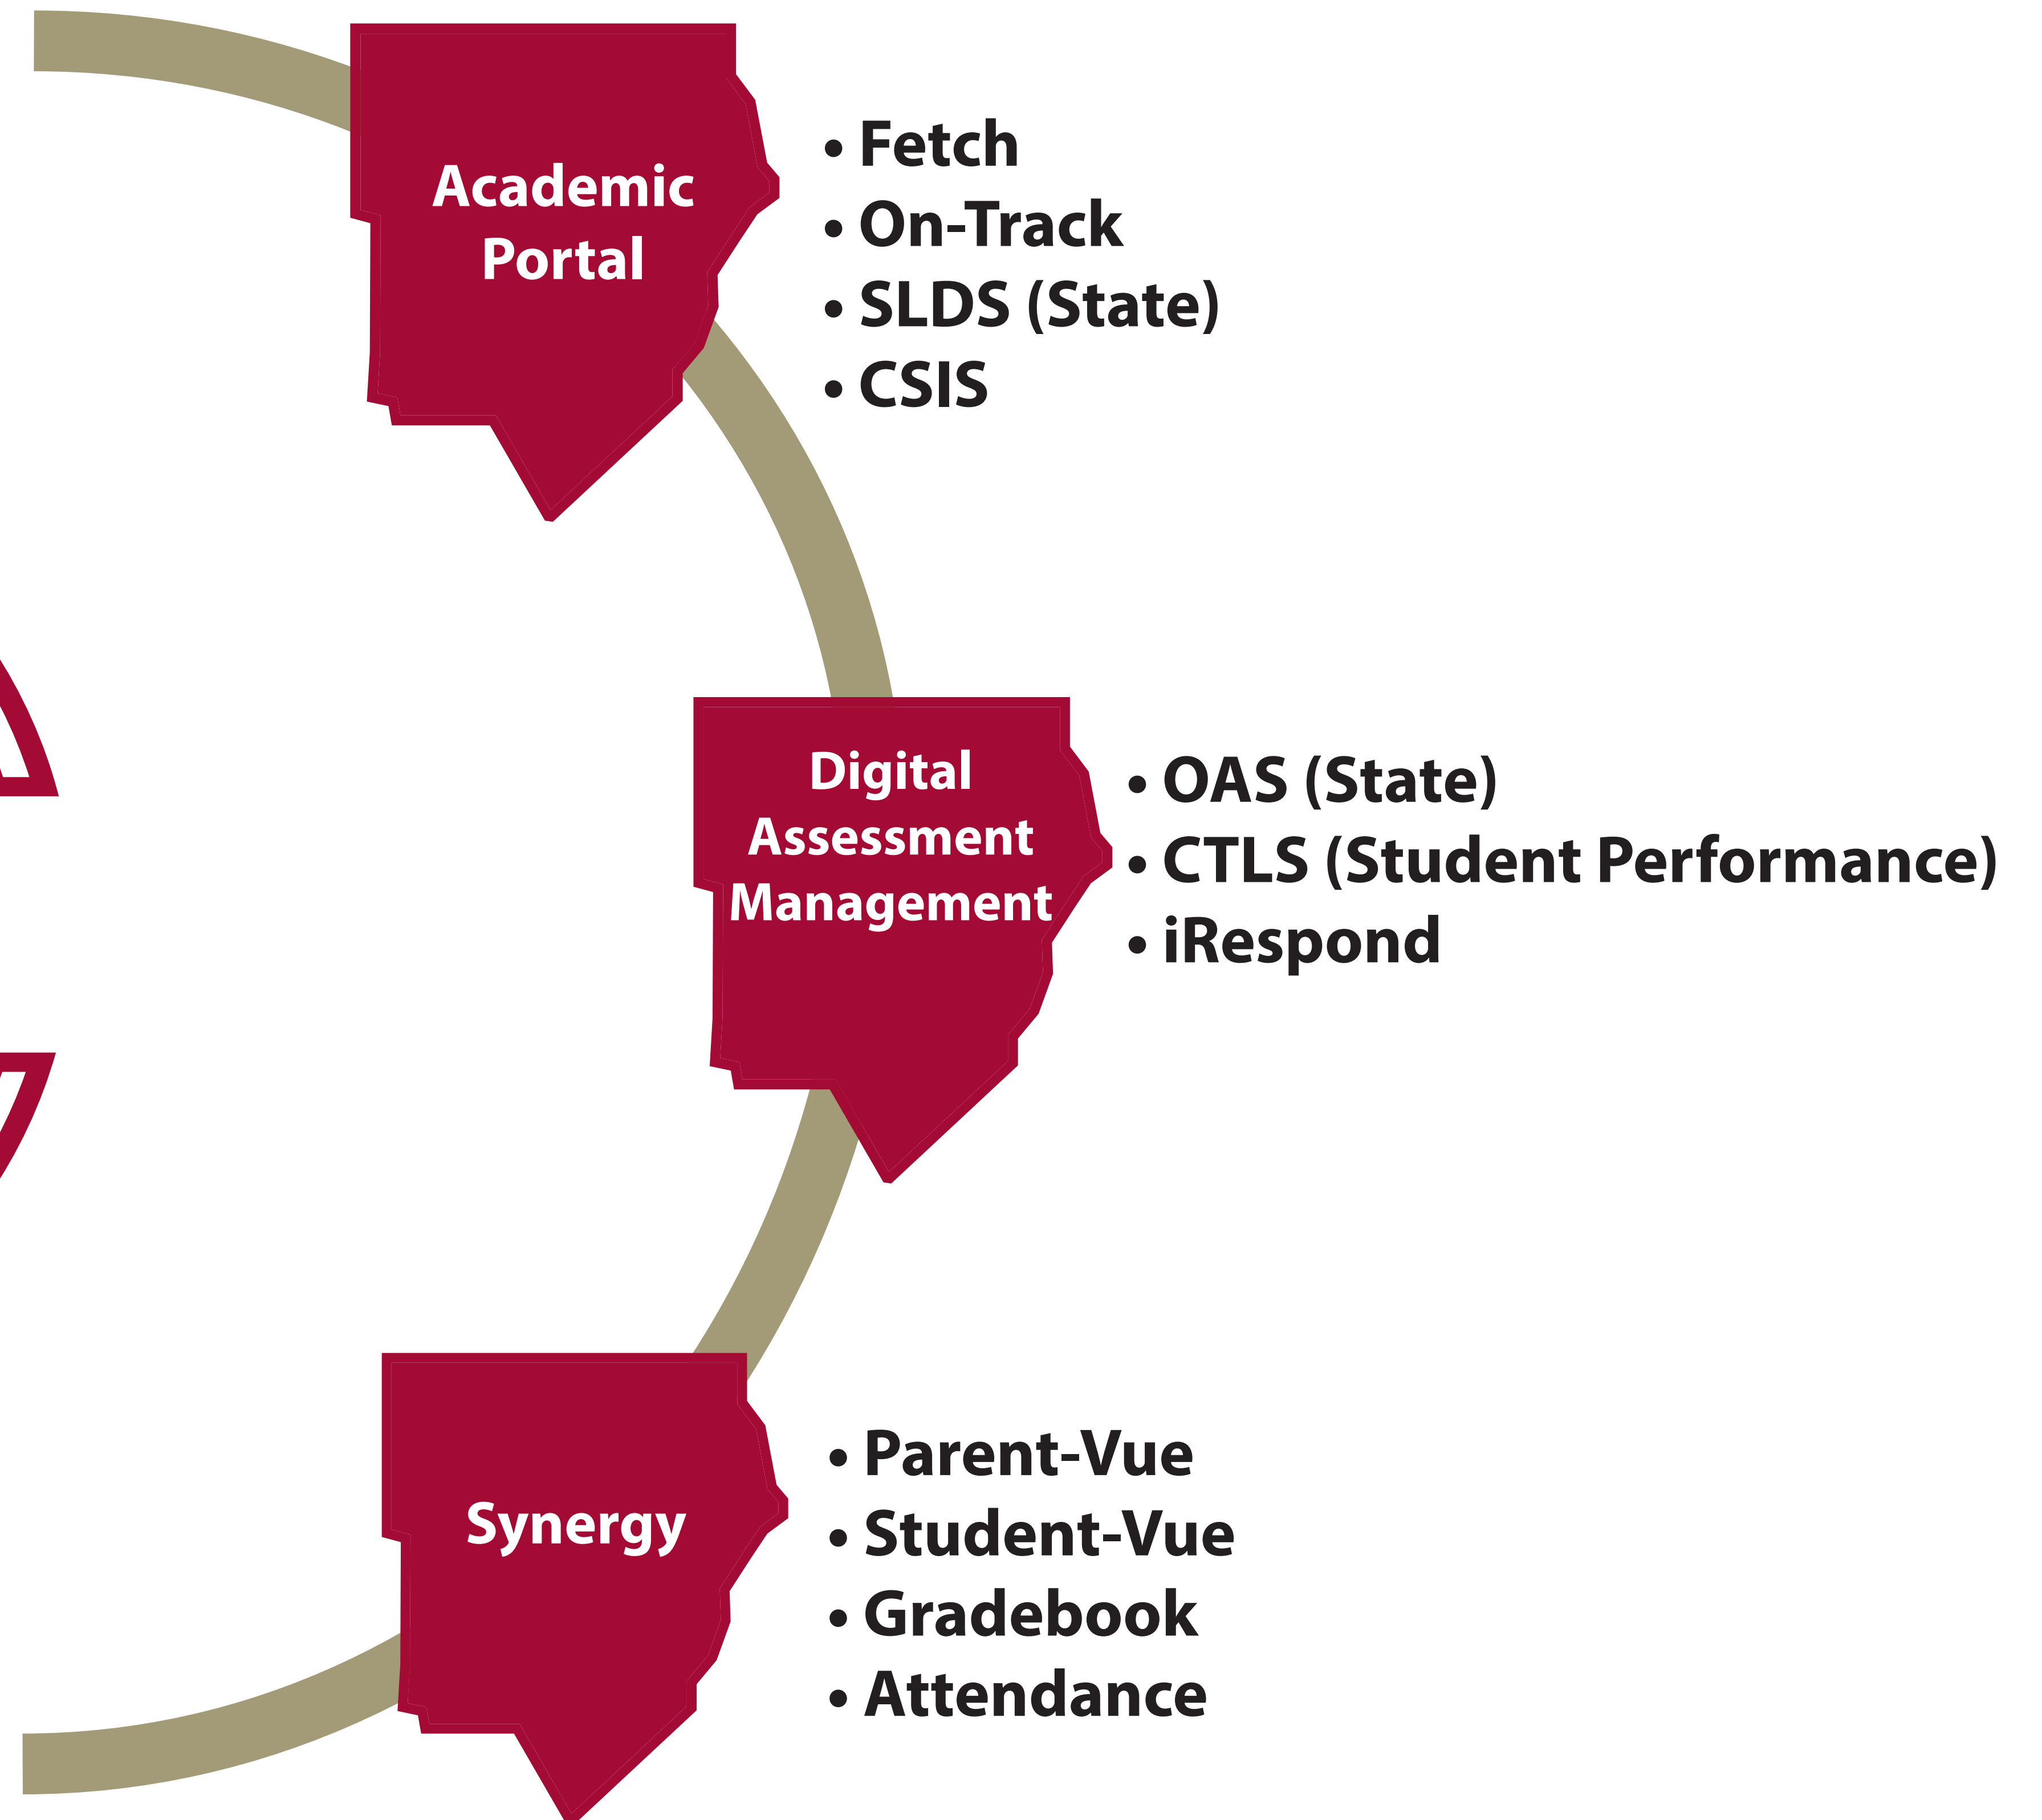 Academic
Portal
• Fetch
• On-Track
• SLDS (State)
• CSIS
Digital
Assessment
Management
• OAS (State)
• CTLS (Student Performance)
• iRespond
Synergy
• Parent-Vue
• Student-Vue
• Gradebook
• Attendance